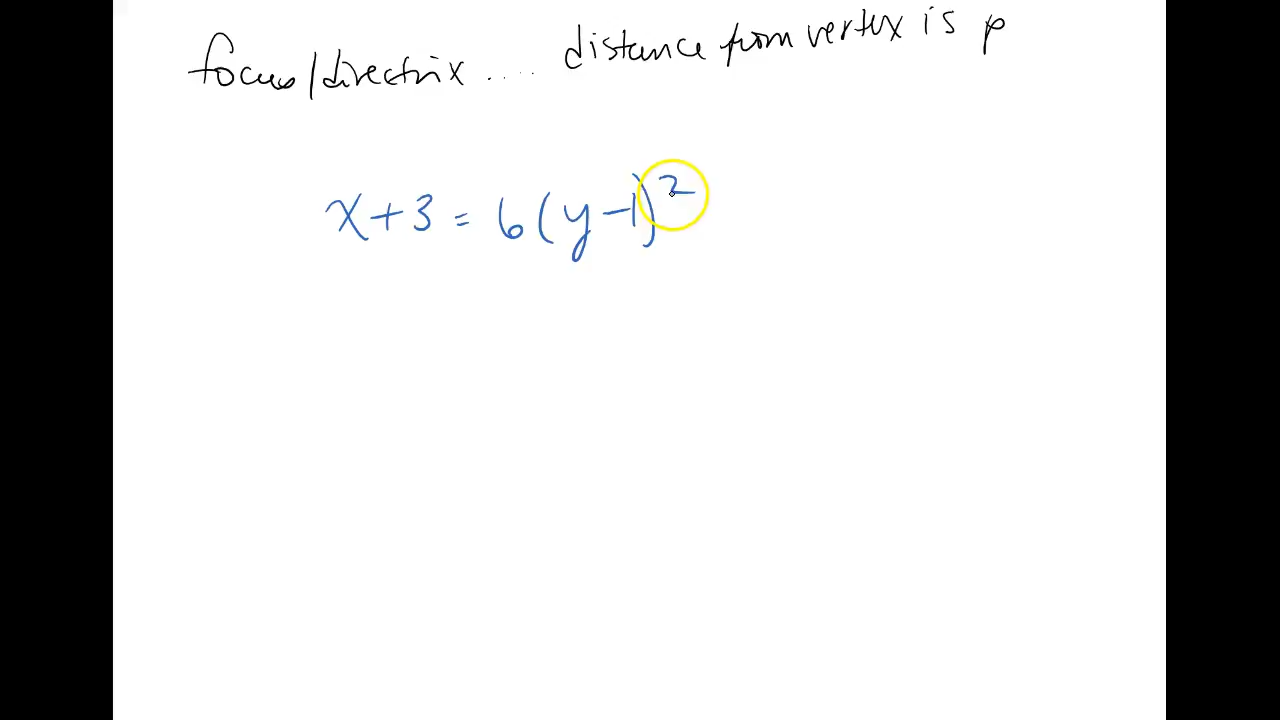 focus/directrix .... distance from vertex is p
x+3 = 6(y-1)²